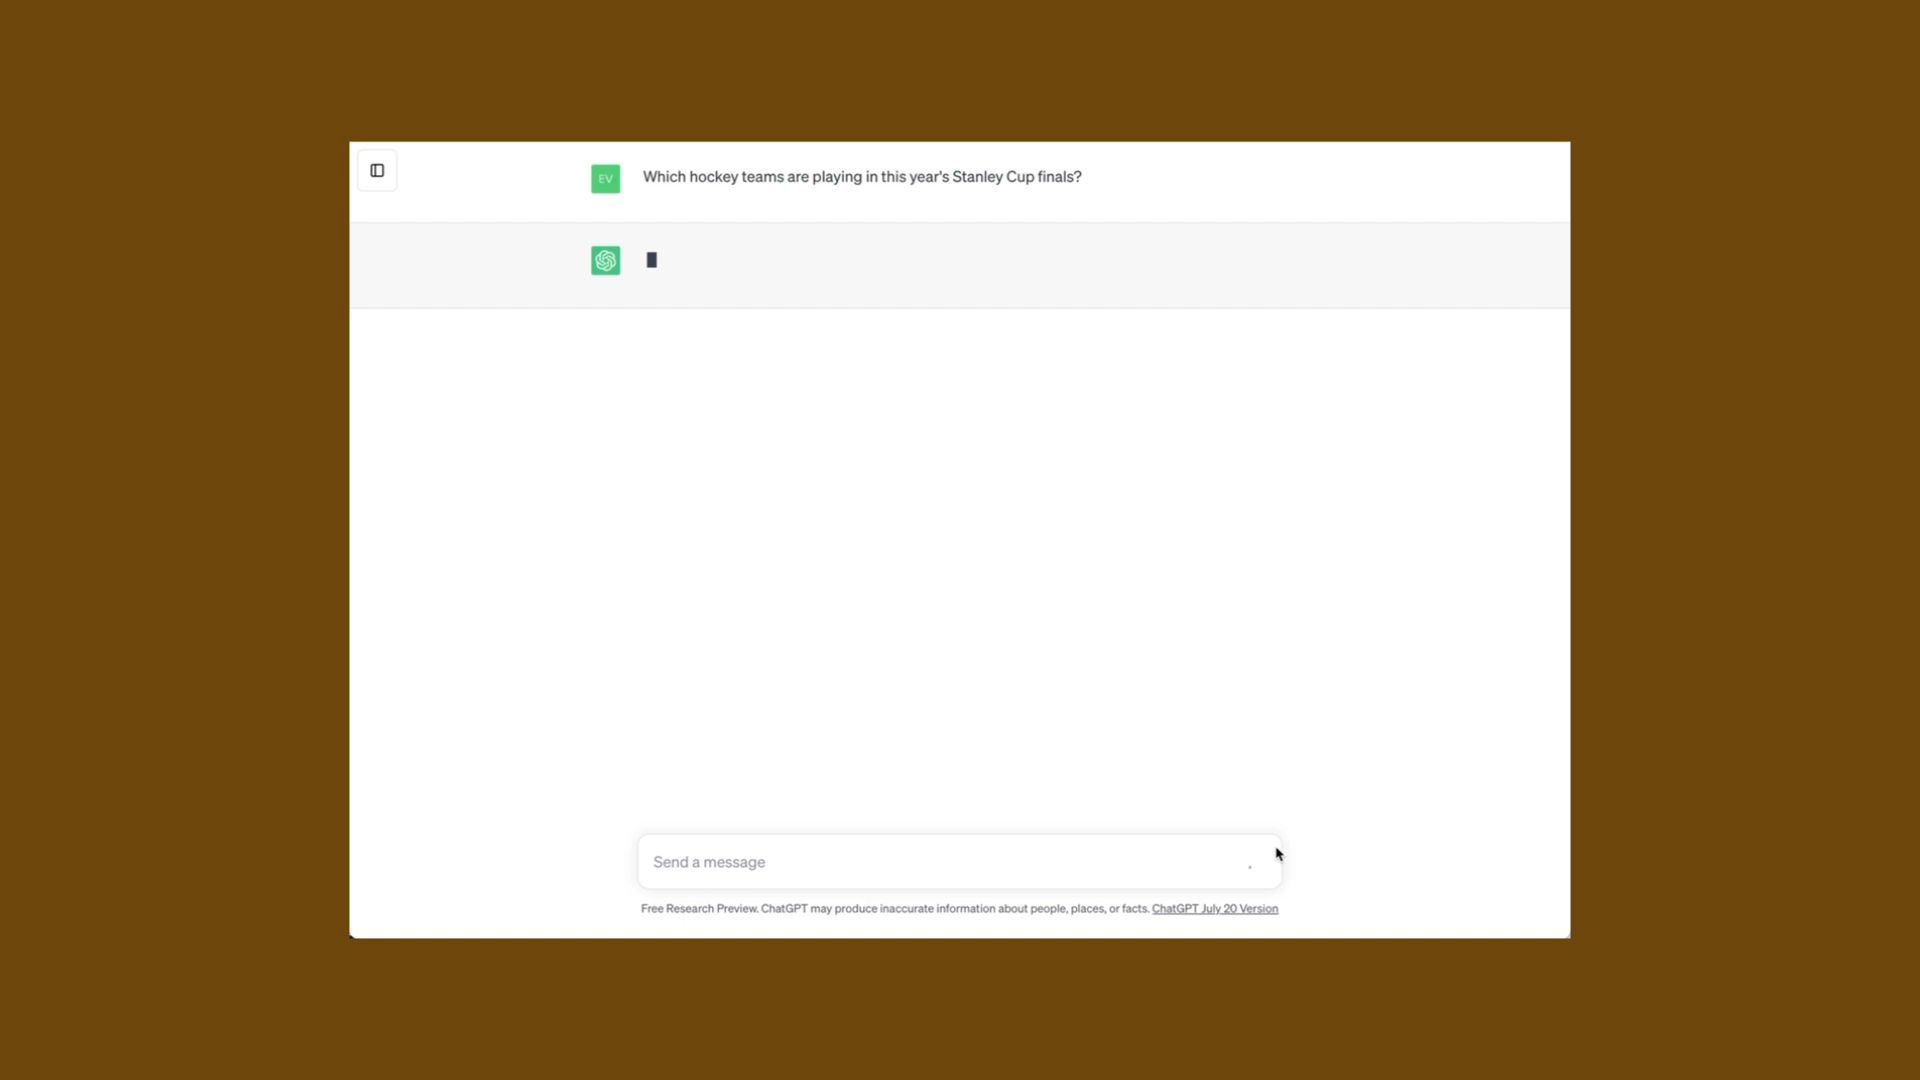 EV
Which hockey teams are playing in this year's Stanley Cup finals?
Send a message
Free Research Preview. ChatGPT may produce inaccurate information about people, places, or facts. ChatGPT July 20 Version